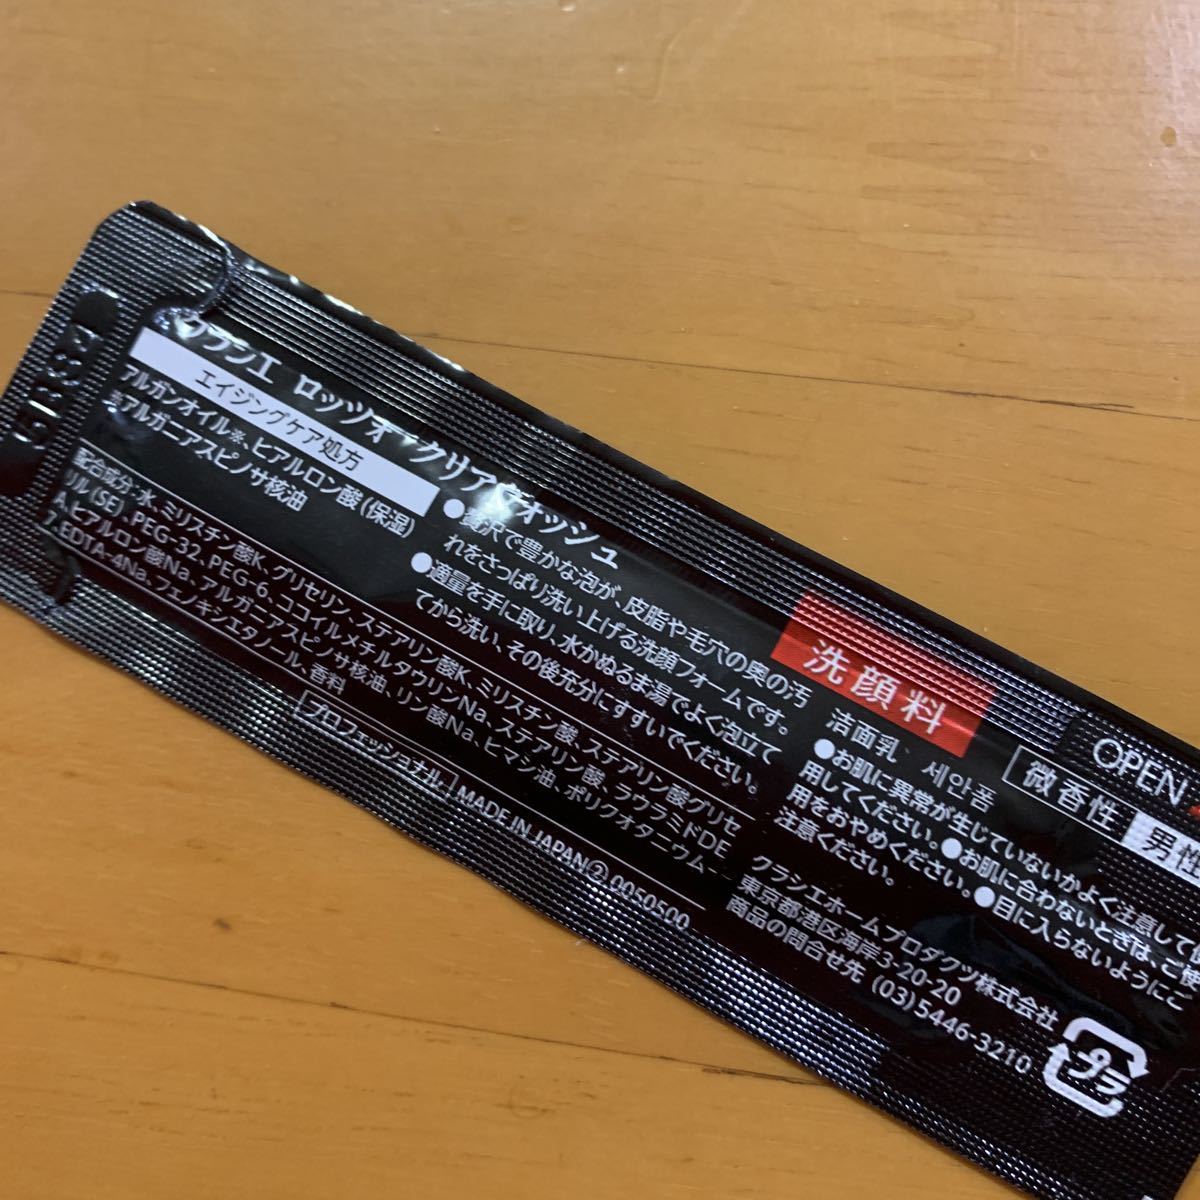 クラシエ ロッツォ クリアウォッシュ
エイジングケア処方
アルガンオイル※、ヒアルロン酸(保湿)
※アルガニアスピノサ核油
●贅沢で豊かな泡が、皮脂や毛穴の奥の汚
れをさっぱり洗い上げる洗顔フォームです。
●適量を手に取り、水かぬるま湯でよく泡立て
てから洗い、その後充分にすすいでください。
配合成分:水、ミリスチン酸K、グリセリン、ステアリン酸K、ミリスチン酸、ステアリン酸グリセ
リル(SE)、PEG-32、PEG-6、ココイルメチルタウリンNa、ステアリン酸、ラウラミドDE
A、ヒアルロン酸Na、アルガニアスピノサ核油、リン酸Na、ヒマシ油、ポリクオタニウム-
7、EDTA-4Na、フェノキシエタノール、香料
プロフェッショナル MADE IN JAPAN② 0050500
洗顔料
洁面乳 세안폼
OPEN
微香性 男性
●お肌に異常が生じていないかよく注意して使
用してください。●お肌に合わないときは、ご使
用をおやめください。●目に入らないようにご
注意ください。
クラシエホームプロダクツ株式会社
東京都港区海岸3-20-20
商品の問合せ先 (03)5446-3210
プラ